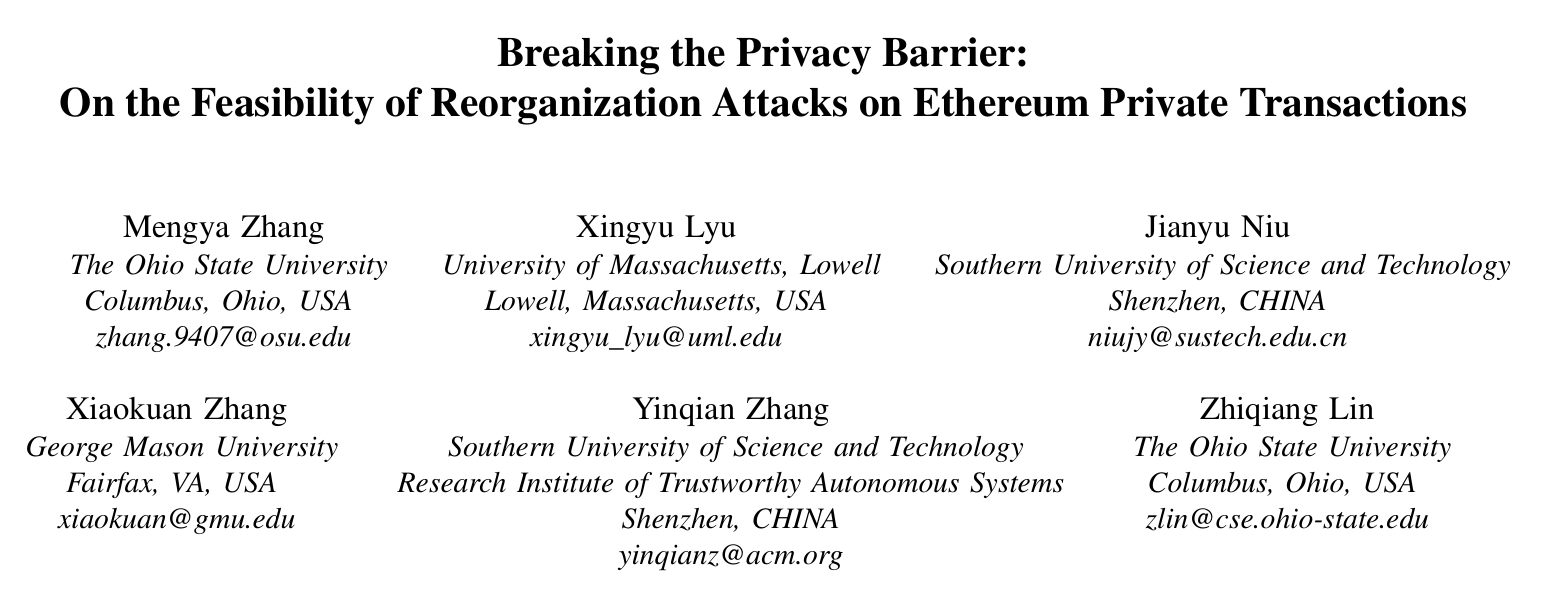 Breaking the Privacy Barrier:
On the Feasibility of Reorganization Attacks on Ethereum Private Transactions
Mengya Zhang
The Ohio State University
Columbus, Ohio, USA
zhang.9407@osu.edu
Xingyu Lyu
University of Massachusetts, Lowell
Lowell, Massachusetts, USA
xingyu_lyu@uml.edu
Jianyu Niu
Southern University of Science and Technology
Shenzhen, CHINA
niujy@sustech.edu.cn
Xiaokuan Zhang
George Mason University
Fairfax, VA, USA
xiaokuan@gmu.edu
Yinqian Zhang
Southern University of Science and Technology
Research Institute of Trustworthy Autonomous Systems
Shenzhen, CHINA
yinqianz@acm.org
Zhiqiang Lin
The Ohio State University
Columbus, Ohio, USA
zlin@cse.ohio-state.edu